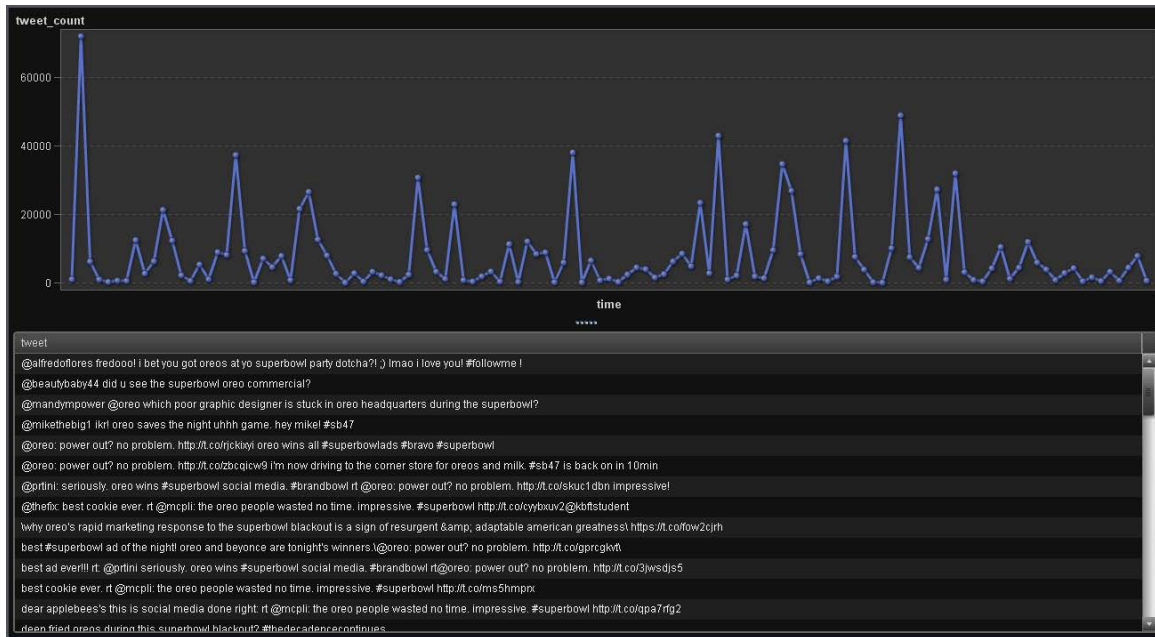 tweet_count
60000
40000
20000
0
time
tweet
@alfredoflores fredooo! i bet you got oreos at yo superbowl party dotcha?! ;) lmao i love you! #followme !
@beautybaby44 did u see the superbowl oreo commercial?
@mandympower @oreo which poor graphic designer is stuck in oreo headquarters during the superbowl?
@mikethebig1 ikr! oreo saves the night uhhh game. hey mike! #sb47
@oreo: power out? no problem. http://t.co/rjckixyi oreo wins all #superbowlads #bravo #superbowl
@oreo: power out? no problem. http://t.co/zbcqicw9 i'm now driving to the corner store for oreos and milk. #sb47 is back on in 10min
@prtini: seriously. oreo wins #superbowl social media. #brandbowl rt @oreo: power out? no problem. http://t.co/skuc1dbn impressive!
@thefix: best cookie ever. rt @mcpli: the oreo people wasted no time. impressive. #superbowl http://t.co/cyybxuv2@kbftstudent
\why oreo's rapid marketing response to the superbowl blackout is a sign of resurgent &amp; adaptable american greatness\ https://t.co/fow2cjrh
best #superbowl ad of the night! oreo and beyonce are tonight's winners.\@oreo: power out? no problem. http://t.co/gprcgkvt\
best ad ever!!! rt: @prtini seriously. oreo wins #superbowl social media. #brandbowl rt@oreo: power out? no problem. http://t.co/3jwsdjs5
best cookie ever. rt @mcpli: the oreo people wasted no time. impressive. #superbowl http://t.co/ms5hmprx
dear applebees's this is social media done right: rt @mcpli: the oreo people wasted no time. impressive. #superbowl http://t.co/qpa7rfg2
deep fried oreos during this superbowl blackout? #thedecadencecontinues